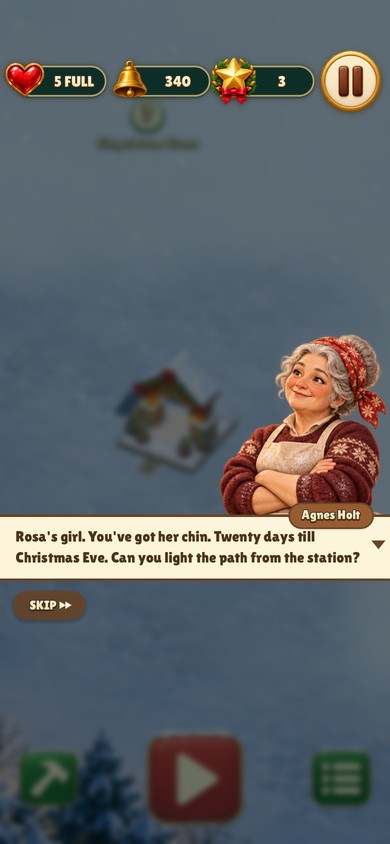 5 FULL
340
3
Agnes Holt
Rosa's girl. You've got her chin. Twenty days till
Christmas Eve. Can you light the path from the station?
SKIP